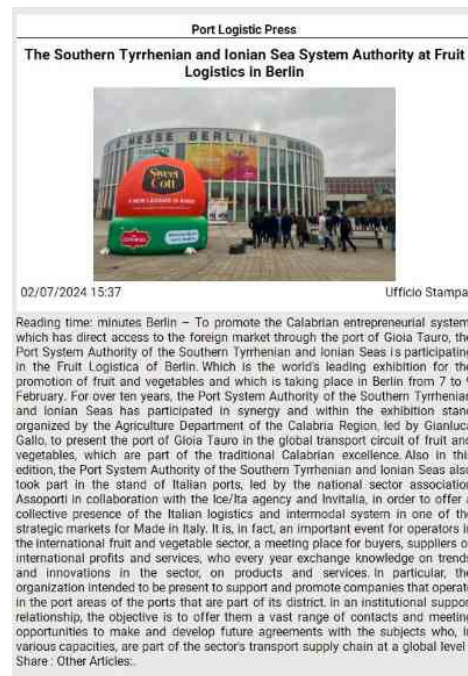 Port Logistic Press
The Southern Tyrrhenian and Ionian Sea System Authority at Fruit
Logistics in Berlin
MESSE BERLIN
Sweet
02/07/2024 15:37
Ufficio Stampa
Reading time: minutes Berlin – To promote the Calabrian entrepreneurial system
which has direct access to the foreign market through the port of Gioia Tauro, the
Port System Authority of the Southern Tyrrhenian and Ionian Seas is participating
in the Fruit Logistica of Berlin. Which is the world's leading exhibition for the
promotion of fruit and vegetables and which is taking place in Berlin from 7 to
February. For over ten years, the Port System Authority of the Southern Tyrrhenian
and Ionian Seas has participated in synergy and within the exhibition stand
organized by the Agriculture Department of the Calabria Region, led by Gianluca
Gallo, to present the port of Gioia Tauro in the global transport circuit of fruit and
vegetables, which are part of the traditional Calabrian excellence. Also in this
edition, the Port System Authority of the Southern Tyrrhenian and Ionian Seas also
took part in the stand of Italian ports, led by the national sector association
Assoporti in collaboration with the Ice/Ita agency and Invitalia, in order to offer a
collective presence of the Italian logistics and intermodal system in one of the
strategic markets for Made in Italy. It is, in fact, an important event for operators in
the international fruit and vegetable sector, a meeting place for buyers, suppliers of
international profits and services, who every year exchange knowledge on trends
and innovations in the sector, on products and services. In particular, the
organization intended to be present to support and promote companies that operate
in the port areas of the ports that are part of its district. In an institutional support
relationship, the objective is to offer them a vast range of contacts and meeting
opportunities to make and develop future agreements with the subjects who, in
various capacities, are part of the sector's transport supply chain at a global level.
Share : Other Articles:.